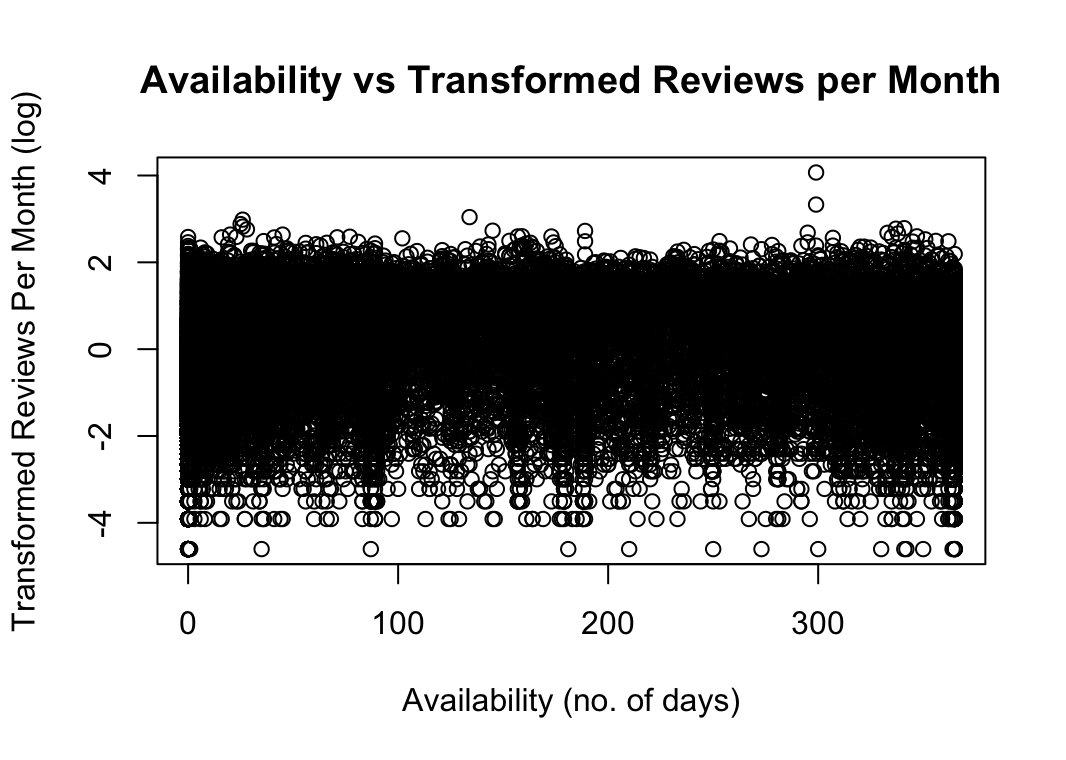 Availability vs Transformed Reviews per Month
Transformed Reviews Per Month (log)
4
2
0
-2
-4
0 100 200 300
Availability (no. of days)